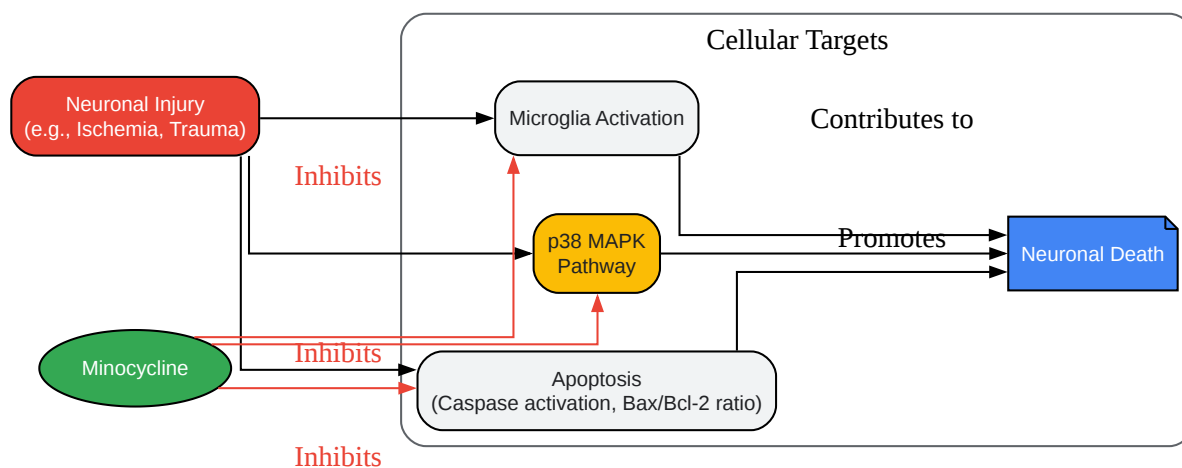 Cellular Targets
Neuronal Injury
(e.g., Ischemia, Trauma)
Microglia Activation
Contributes to
Inhibits
p38 MAPK
Pathway
Promotes
Neuronal Death
Minocycline
Inhibits
Apoptosis
(Caspase activation, Bax/Bcl-2 ratio)
Inhibits